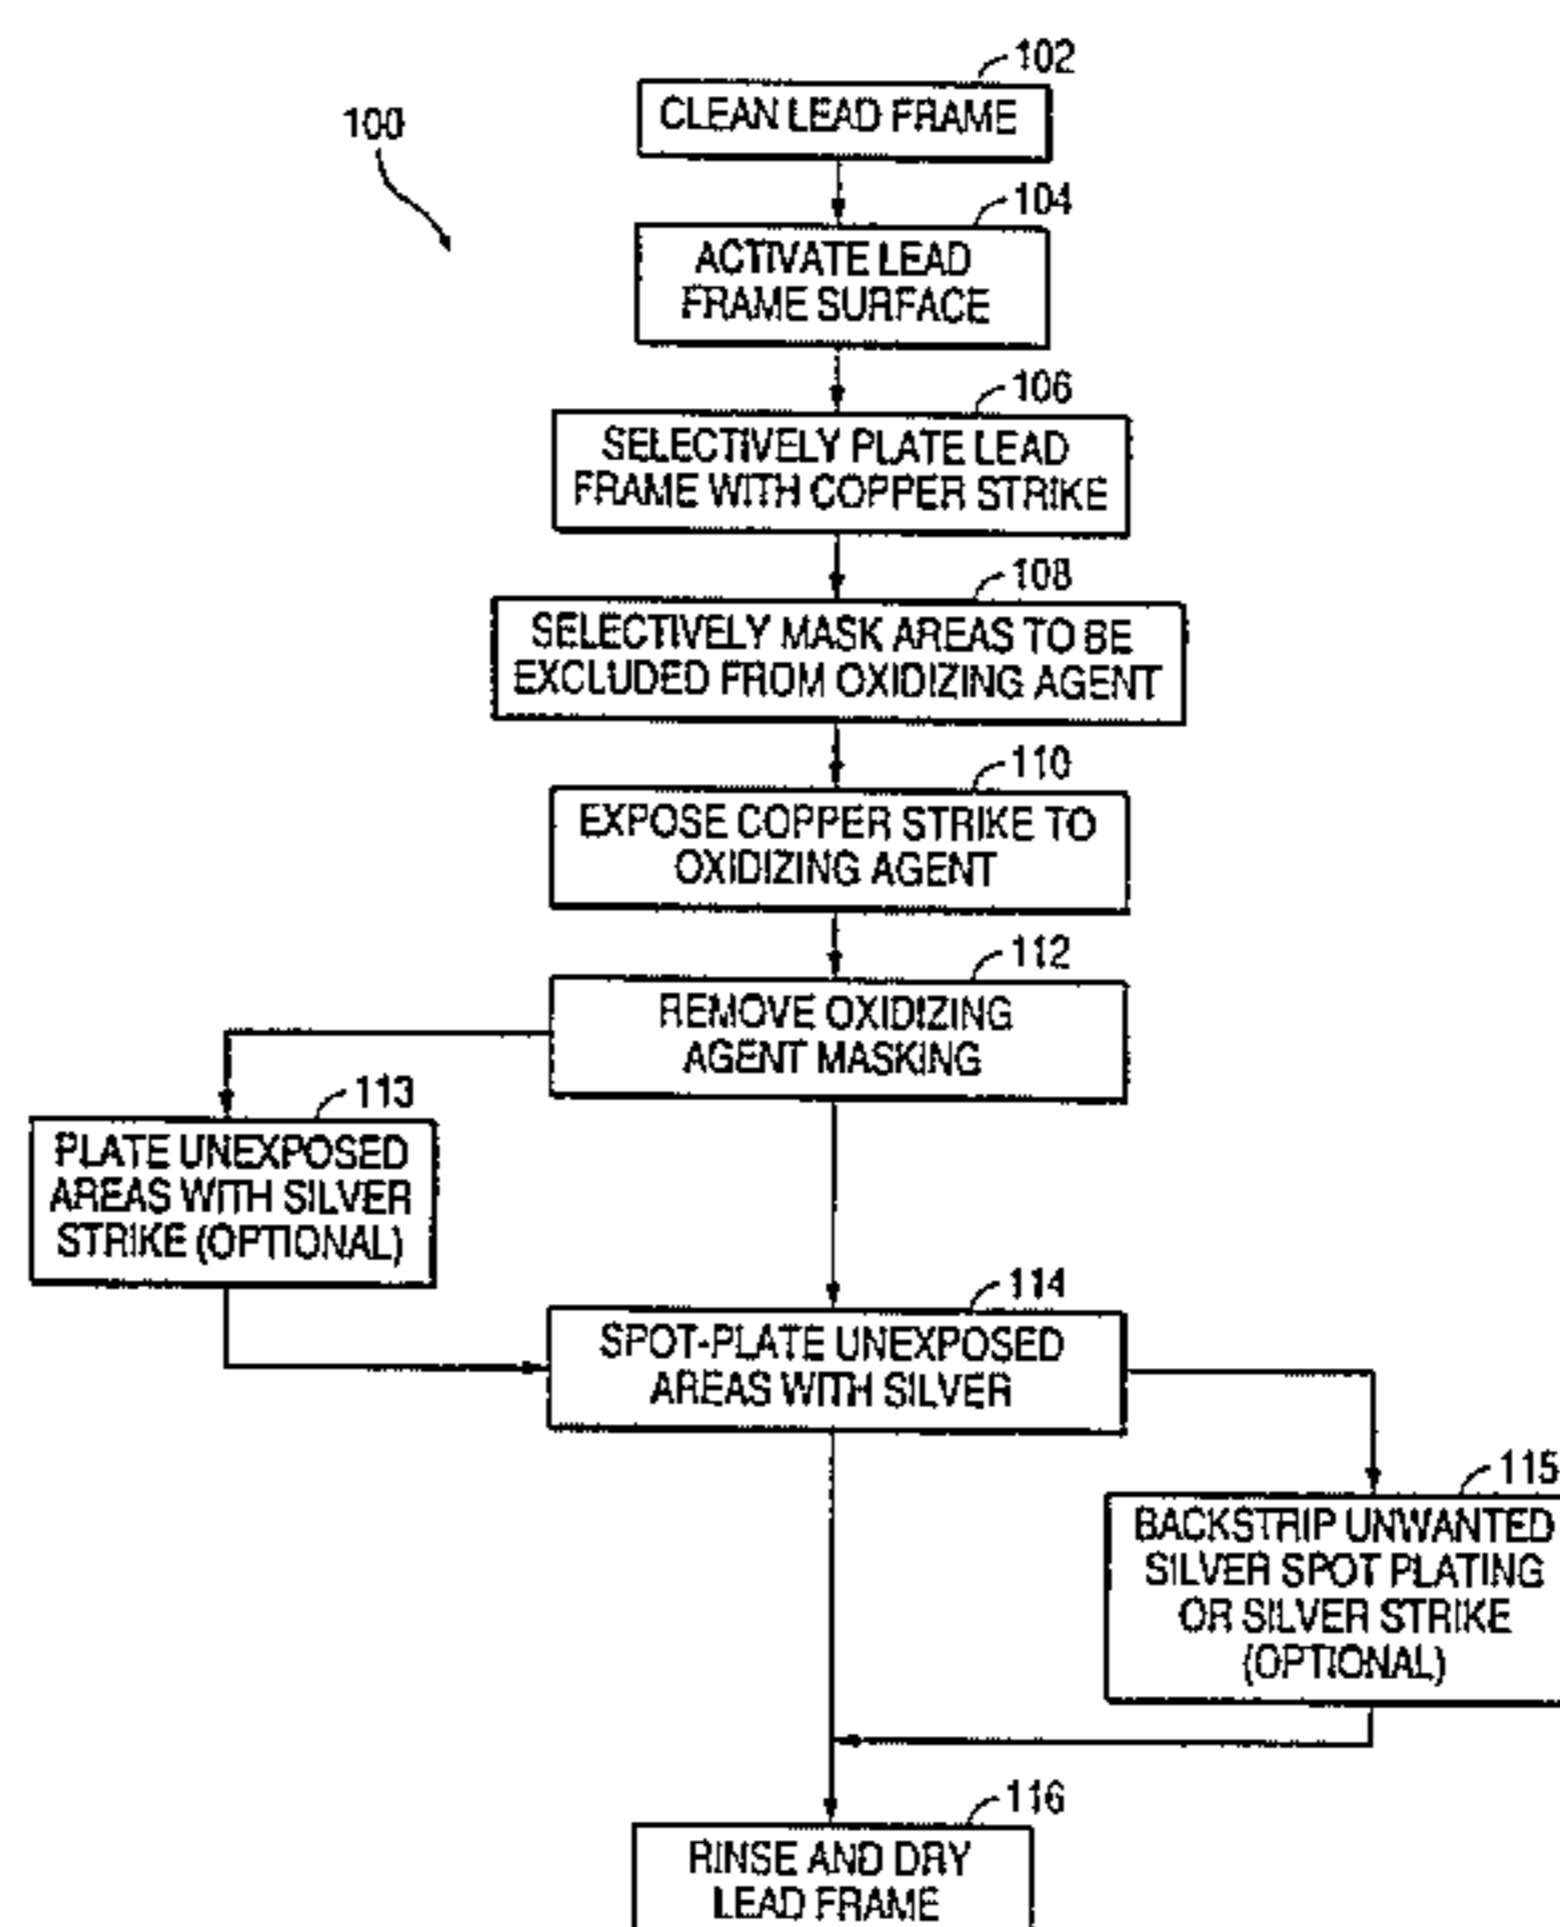 102
CLEAN LEAD FRAME
100
104
ACTIVATE LEAD
FRAME SURFACE
106
SELECTIVELY PLATE LEAD
FRAME WITH COPPER STRIKE
108
SELECTIVELY MASK AREAS TO BE
EXCLUDED FROM OXIDIZING AGENT
110
EXPOSE COPPER STRIKE TO
OXIDIZING AGENT
112
REMOVE OXIDIZING
AGENT MASKING
113
PLATE UNEXPOSED
AREAS WITH SILVER
STRIKE (OPTIONAL)
114
SPOT-PLATE UNEXPOSED
AREAS WITH SILVER
115
BACKSTRIP UNWANTED
SILVER SPOT PLATING
OR SILVER STRIKE
(OPTIONAL)
116
RINSE AND DRY
LEAD FRAME